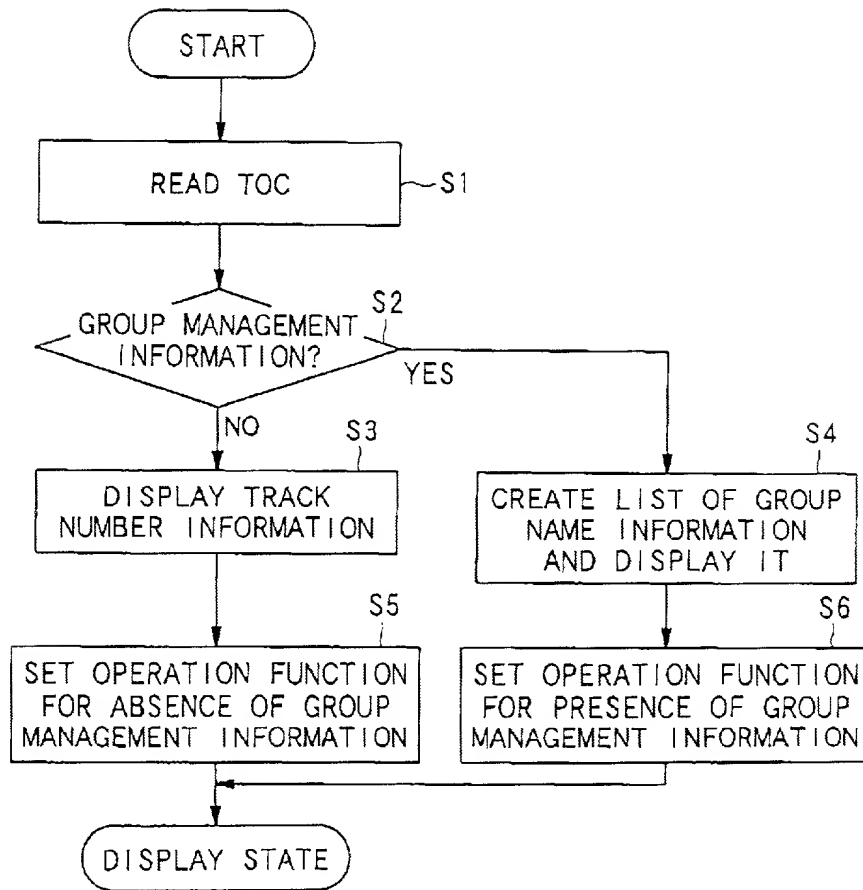 START
READ TOC
S1
GROUP MANAGEMENT
INFORMATION?
S2
YES
NO
S3
DISPLAY TRACK
NUMBER INFORMATION
S4
CREATE LIST OF GROUP
NAME INFORMATION
AND DISPLAY IT
S5
SET OPERATION FUNCTION
FOR ABSENCE OF GROUP
MANAGEMENT INFORMATION
S6
SET OPERATION FUNCTION
FOR PRESENCE OF GROUP
MANAGEMENT INFORMATION
DISPLAY STATE